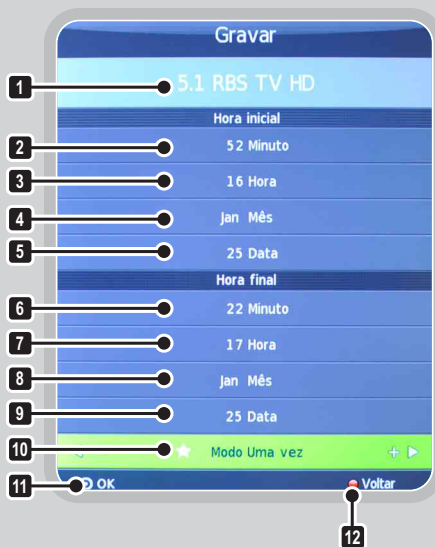 Gravar
1
5.1 RBS TV HD
Hora inicial
2
52 Minuto
3
16 Hora
4
Jan Mês
5
25 Data
Hora final
6
22 Minuto
7
17 Hora
8
Jan Mês
9
25 Data
10
Modo Uma vez
11
OK
Voltar
12